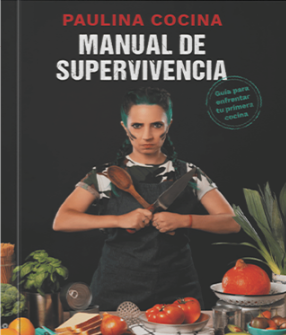 PAULINA COCINA
MANUAL DE
SUPERVIVENCIA
Guía para
enfrentar
tu primera
cocina